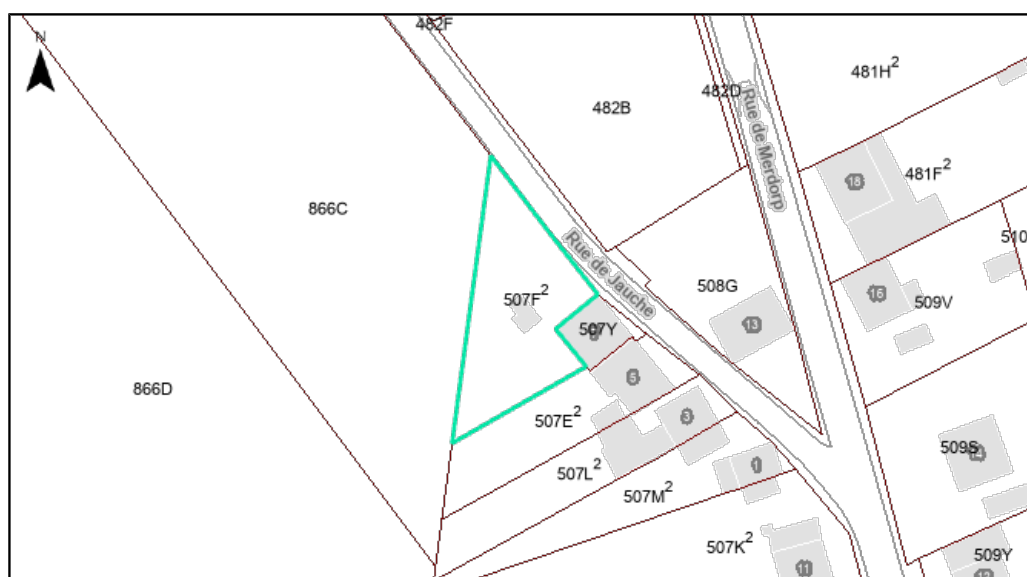 482F
N
481H²
482D
482B
Rue de Merdorp
481F²
18
866C
510
Rue de Jauche
508G
507F²
16
509V
13
507Y
866D
5
3
507E²
509S
1
507L²
507M²
507K²
509Y
11